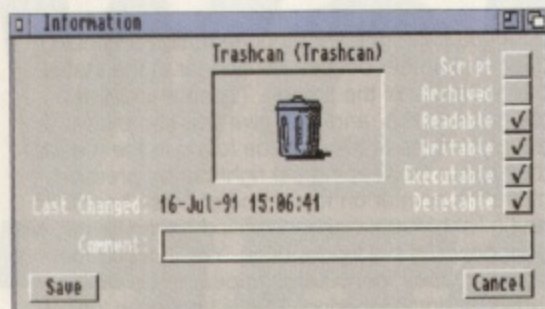 Information
Trashcan (Trashcan)
Script
Archived
Readable
Writable
Executable
Last Changed: 16-Jul-91 15:06:41
Deletable
Comment:
Save
Cancel